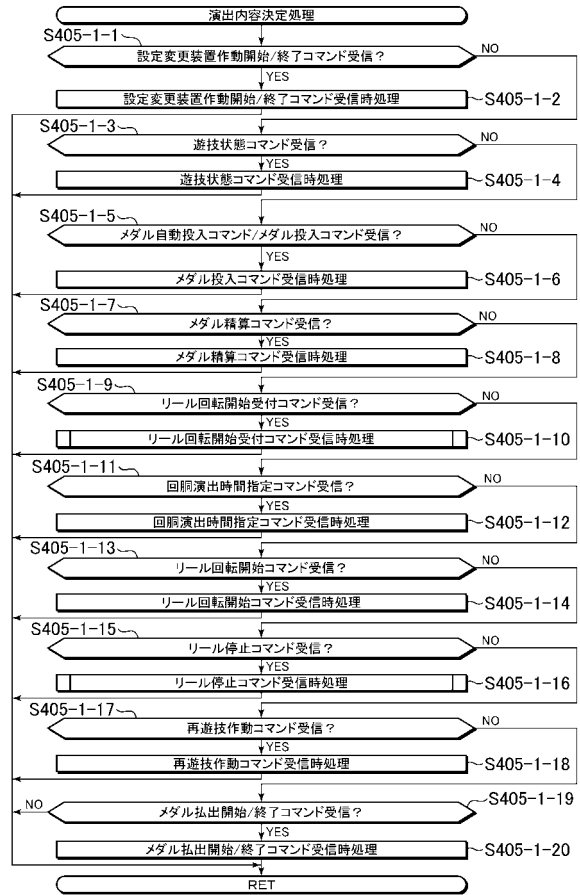 演出内容決定処理
S405-1-1
設定変更装置作動開始/終了コマンド受信?
NO
YES
設定変更装置作動開始/終了コマンド受信時処理
S405-1-2
S405-1-3
遊技状態コマンド受信?
NO
YES
遊技状態コマンド受信時処理
S405-1-4
S405-1-5
メダル自動投入コマンド/メダル投入コマンド受信?
NO
YES
メダル投入コマンド受信時処理
S405-1-6
S405-1-7
メダル精算コマンド受信?
NO
YES
メダル精算コマンド受信時処理
S405-1-8
S405-1-9
リール回転開始受付コマンド受信?
NO
YES
リール回転開始受付コマンド受信時処理
S405-1-10
S405-1-11
回胴演出時間指定コマンド受信?
NO
YES
回胴演出時間指定コマンド受信時処理
S405-1-12
S405-1-13
リール回転開始コマンド受信?
NO
YES
リール回転開始コマンド受信時処理
S405-1-14
S405-1-15
リール停止コマンド受信?
NO
YES
リール停止コマンド受信時処理
S405-1-16
S405-1-17
再遊技作動コマンド受信?
NO
YES
再遊技作動コマンド受信時処理
S405-1-18
S405-1-19
NO
メダル払出開始/終了コマンド受信?
YES
メダル払出開始/終了コマンド受信時処理
S405-1-20
RET